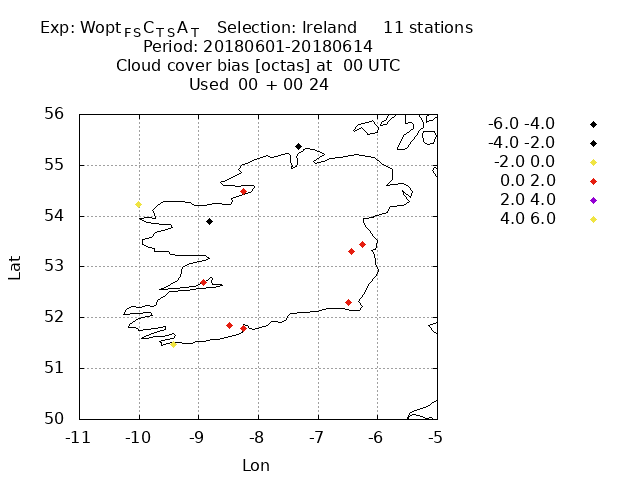 Exp: WoptFSCTSAT Selection: Ireland 11 stations
Period: 20180601-20180614
Cloud cover bias [octas] at 00 UTC
Used 00 + 00 24
-6.0 -4.0
-4.0 -2.0
-2.0 0.0
0.0 2.0
2.0 4.0
4.0 6.0
Lat
56
55
54
53
52
51
50
-11 -10 -9 -8 -7 -6 -5
Lon